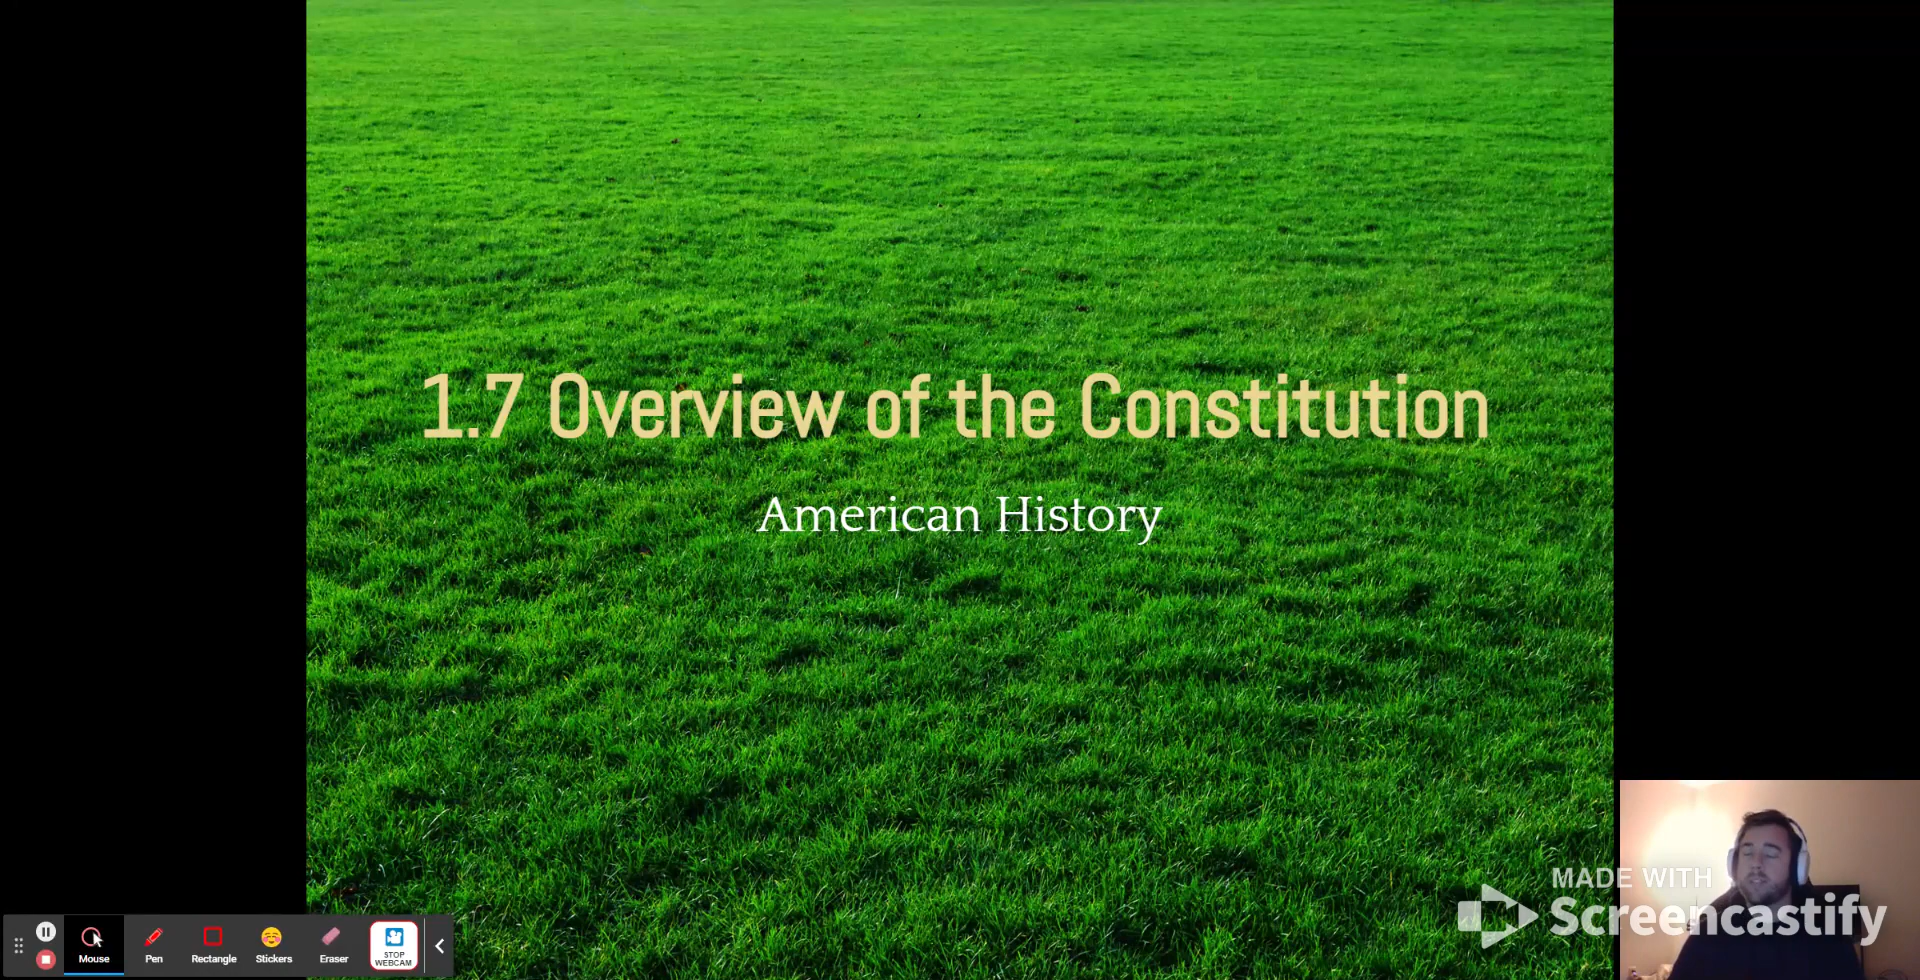 1.7 Overview of the Constitution
American History
MADE WITH
Screencastify
Mouse
Pen
Rectangle
Stickers
Eraser
STOP
WEBCAM